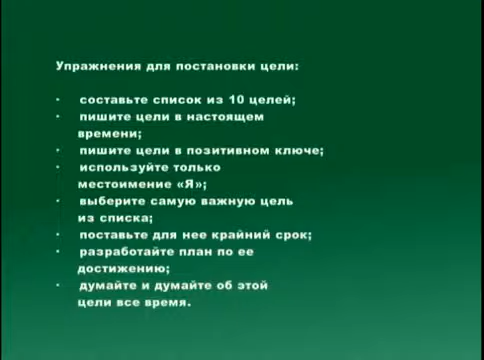 Упражнения для постановки цели:
• составьте список из 10 целей;
• пишите цели в настоящем
времени;
• пишите цели в позитивном ключе;
• используйте только
местоимение «Я»;
• выберите самую важную цель
из списка;
• поставьте для нее крайний срок;
• разработайте план по ее
достижению;
• думайте и думайте об этой
цели все время.